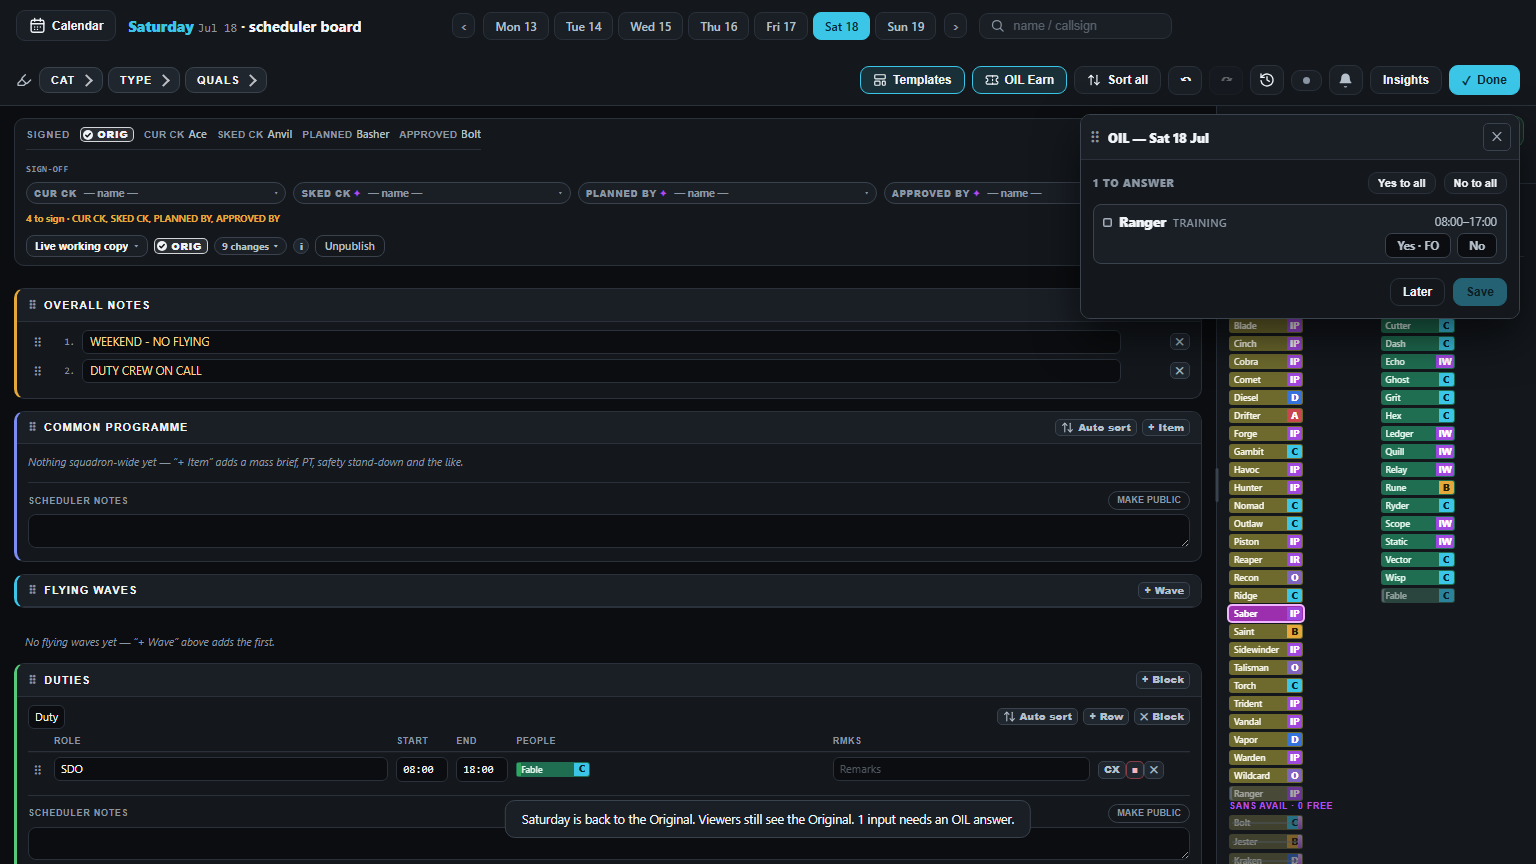 Calendar
Saturday Jul 18 · scheduler board
Mon 13
Tue 14
Wed 15
Thu 16
Fri 17
Sat 18
Sun 19
name / callsign
CAT
TYPE
QUALS
Templates
OIL Earn
Sort all
Insights
✓ Done
SIGNED ORIG CUR CK Ace SKED CK Anvil PLANNED Basher APPROVED Bolt
SIGN-OFF
CUR CK — name —
SKED CK ✦ — name —
PLANNED BY ✦ — name —
APPROVED BY ✦ — name —
4 to sign · CUR CK, SKED CK, PLANNED BY, APPROVED BY
Live working copy
ORIG
9 changes
i
Unpublish
OIL — Sat 18 Jul
1 TO ANSWER
Yes to all
No to all
Ranger TRAINING 08:00–17:00
Yes · FO
No
Later
Save
OVERALL NOTES
1. WEEKEND - NO FLYING
2. DUTY CREW ON CALL
COMMON PROGRAMME
Auto sort
+ Item
Nothing squadron-wide yet — "+ Item" adds a mass brief, PT, safety stand-down and the like.
SCHEDULER NOTES
MAKE PUBLIC
FLYING WAVES
+ Wave
No flying waves yet — "+ Wave" above adds the first.
DUTIES
+ Block
Duty
Auto sort
+ Row
× Block
ROLE START END PEOPLE RMKS
SDO 08:00 18:00 Fable C Remarks CX
SCHEDULER NOTES
MAKE PUBLIC
Saturday is back to the Original. Viewers still see the Original. 1 input needs an OIL answer.
Blade IP
Cinch IP
Cobra IP
Comet IP
Diesel D
Drifter A
Forge IP
Gambit C
Havoc IP
Hunter IP
Nomad C
Outlaw C
Piston IP
Reaper IR
Recon O
Ridge C
Saber IP
Saint B
Sidewinder IP
Talisman O
Torch C
Trident IP
Vandal IP
Vapor D
Warden IP
Wildcard O
Ranger IP
SANS AVAIL · 0 FREE
Bolt C
Jester B
Kraken D
Cutter C
Dash C
Echo IW
Ghost C
Grit C
Hex C
Ledger IW
Quill IW
Relay IW
Rune B
Ryder C
Scope IW
Static IW
Vector C
Wisp C
Fable C